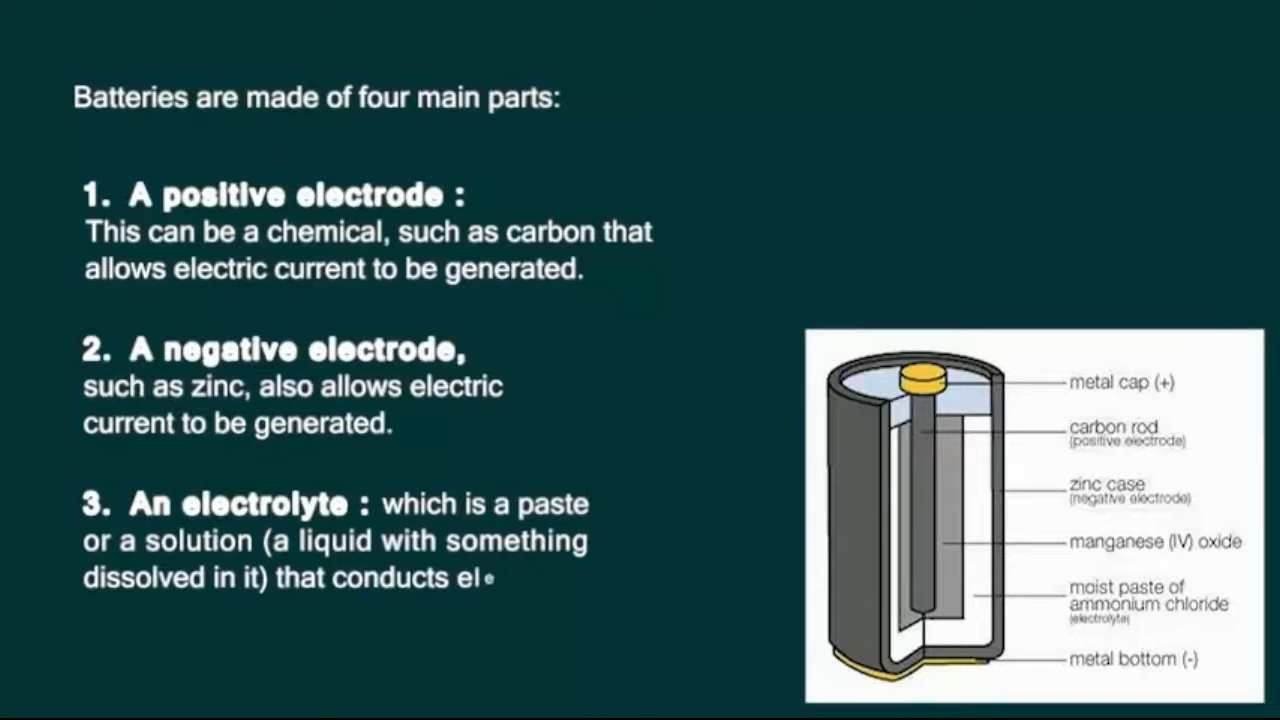 Batteries are made of four main parts:
1. A positive electrode :
This can be a chemical, such as carbon that
allows electric current to be generated.
2. A negative electrode,
such as zinc, also allows electric
current to be generated.
3. An electrolyte : which is a paste
or a solution (a liquid with something
dissolved in it) that conducts ele
metal cap (+)
carbon rod
(positive electrode)
zinc case
(negative electrode)
manganese (IV) oxide
moist paste of
ammonium chloride
(electrolyte)
metal bottom (-)